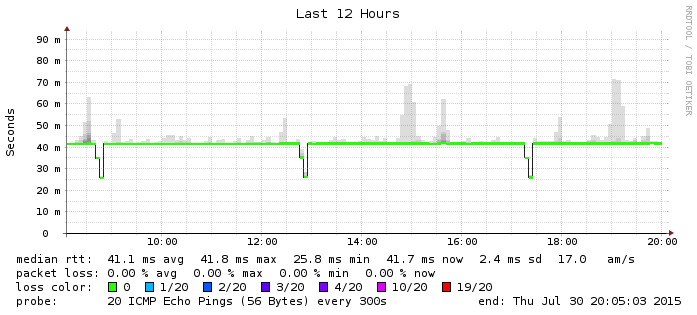 Last 12 Hours
RRDTOOL / TOBI OETIKER
Seconds
90 m
80 m
70 m
60 m
50 m
40 m
30 m
20 m
10 m
0
10:00 12:00 14:00 16:00 18:00 20:00
median rtt: 41.1 ms avg 41.8 ms max 25.8 ms min 41.7 ms now 2.4 ms sd 17.0 am/s
packet loss: 0.00 % avg 0.00 % max 0.00 % min 0.00 % now
loss color: 0 1/20 2/20 3/20 4/20 10/20 19/20
probe: 20 ICMP Echo Pings (56 Bytes) every 300s end: Thu Jul 30 20:05:03 2015